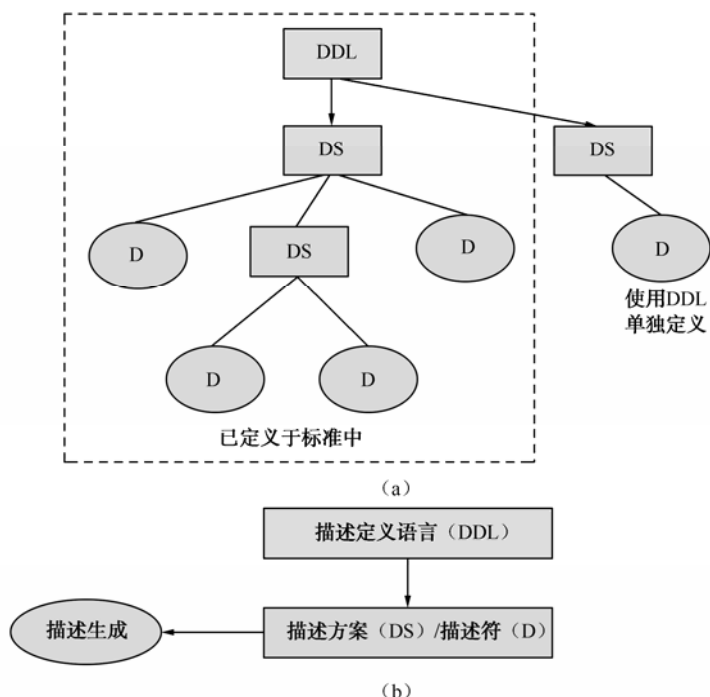 DDL
DS
DS
D
DS
D
D
使用DDL
单独定义
D
D
已定义于标准中
（a）
描述定义语言（DDL）
描述生成
描述方案（DS）/描述符（D）
（b）